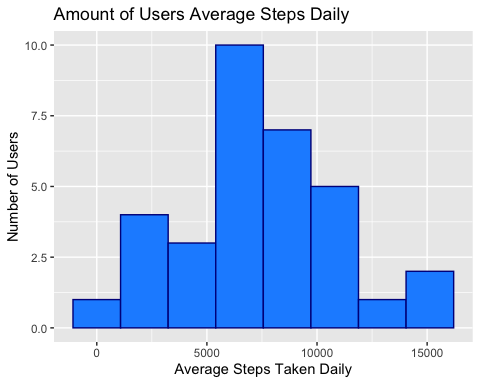 Amount of Users Average Steps Daily
10.0
7.5
5.0
2.5
0.0
Number of Users
0 5000 10000 15000
Average Steps Taken Daily